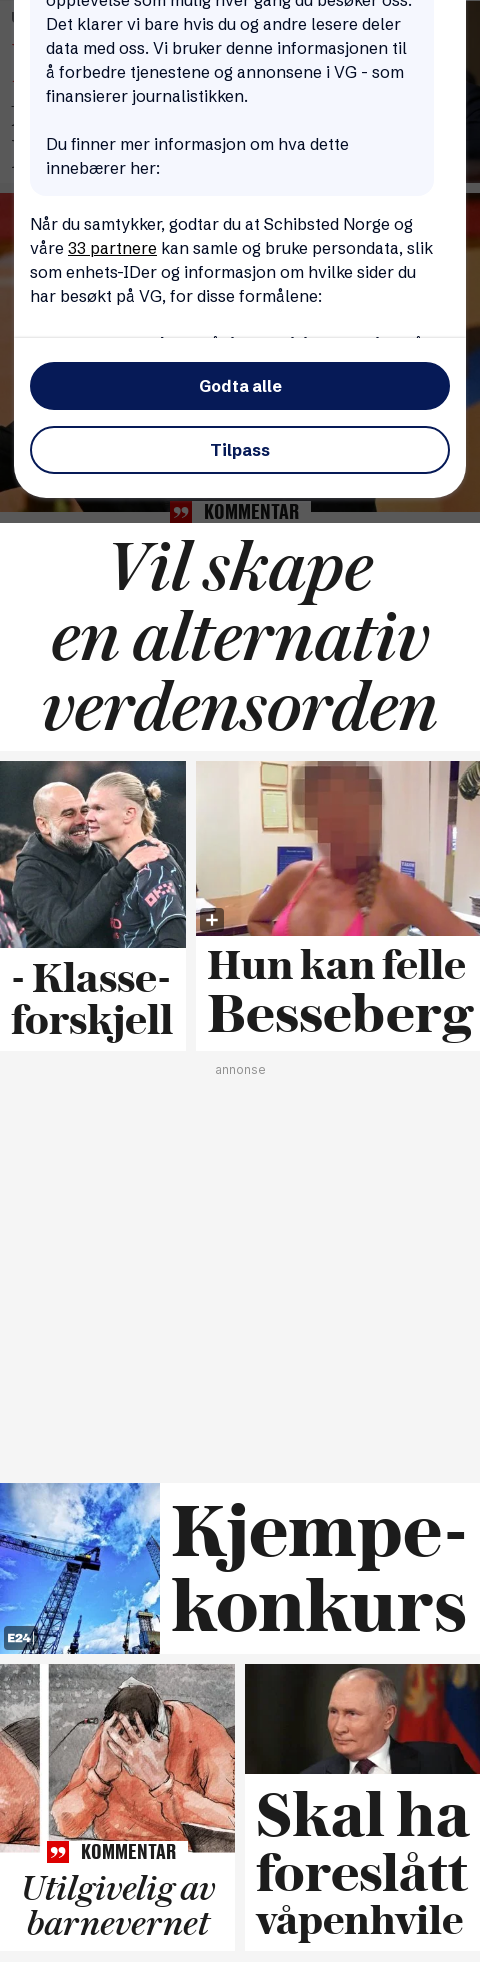 opplevelse som mulig hver gang du besøker oss.
Det klarer vi bare hvis du og andre lesere deler
data med oss. Vi bruker denne informasjonen til
å forbedre tjenestene og annonsene i VG - som
finansierer journalistikken.
Du finner mer informasjon om hva dette
innebærer her:
Når du samtykker, godtar du at Schibsted Norge og
våre 33 partnere kan samle og bruke persondata, slik
som enhets-IDer og informasjon om hvilke sider du
har besøkt på VG, for disse formålene:
Godta alle
Tilpass
KOMMENTAR
Vil skape
en alternativ
verdensorden
- Klasse-
forskjell
Hun kan felle
Besseberg
annonse
E24
Kjempe-
konkurs
KOMMENTAR
Utilgivelig av
barnevernet
Skal ha
foreslått
våpenhvile